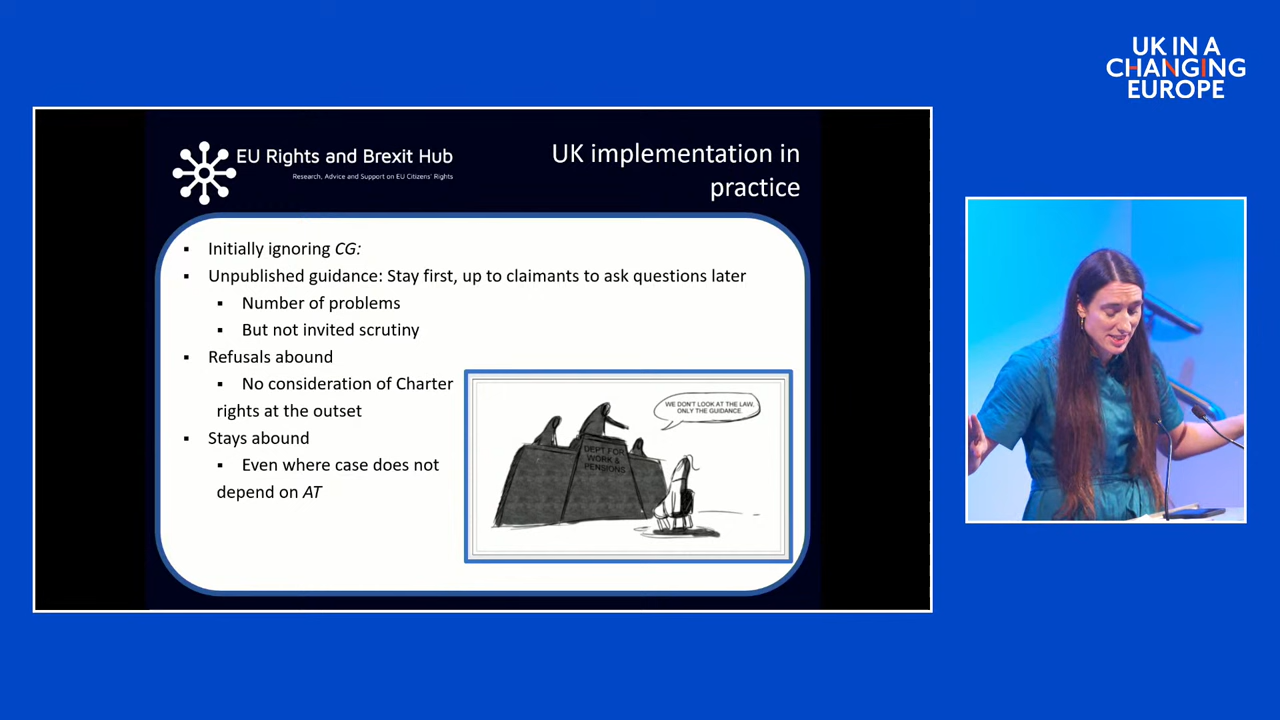 UK IN A
CHANGING
EUROPE
EU Rights and Brexit Hub
Research, Advice and Support on EU Citizens' Rights
UK implementation in
practice
▪ Initially ignoring CG:
▪ Unpublished guidance: Stay first, up to claimants to ask questions later
▪ Number of problems
▪ But not invited scrutiny
▪ Refusals abound
▪ No consideration of Charter
rights at the outset
▪ Stays abound
▪ Even where case does not
depend on AT
WE DON'T LOOK AT THE LAW,
ONLY THE GUIDANCE.
DEPT FOR
WORK &
PENSIONS